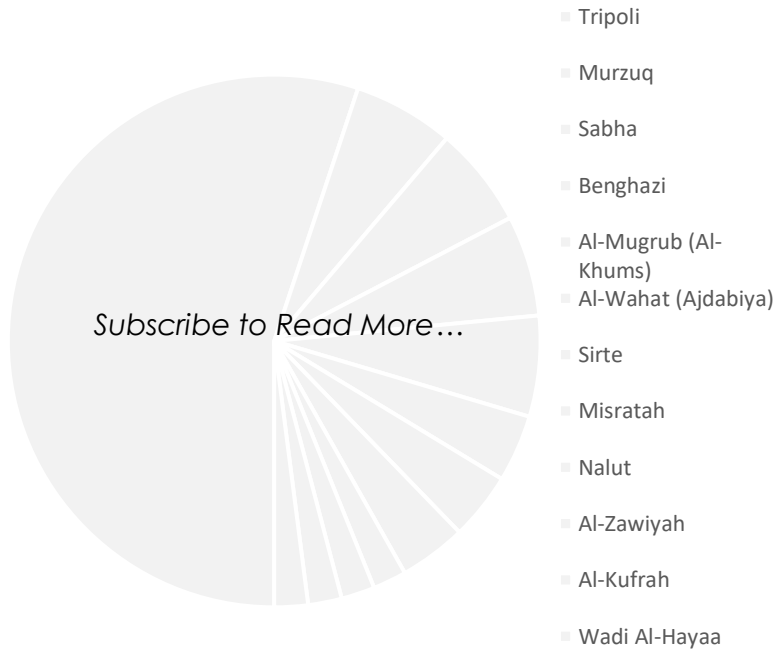 Tripoli
Murzuq
Sabha
Benghazi
Al-Mugrub (Al-
Khums)
Al-Wahat (Ajdabiya)
Subscribe to Read More…
Sirte
Misratah
Nalut
Al-Zawiyah
Al-Kufrah
Wadi Al-Hayaa